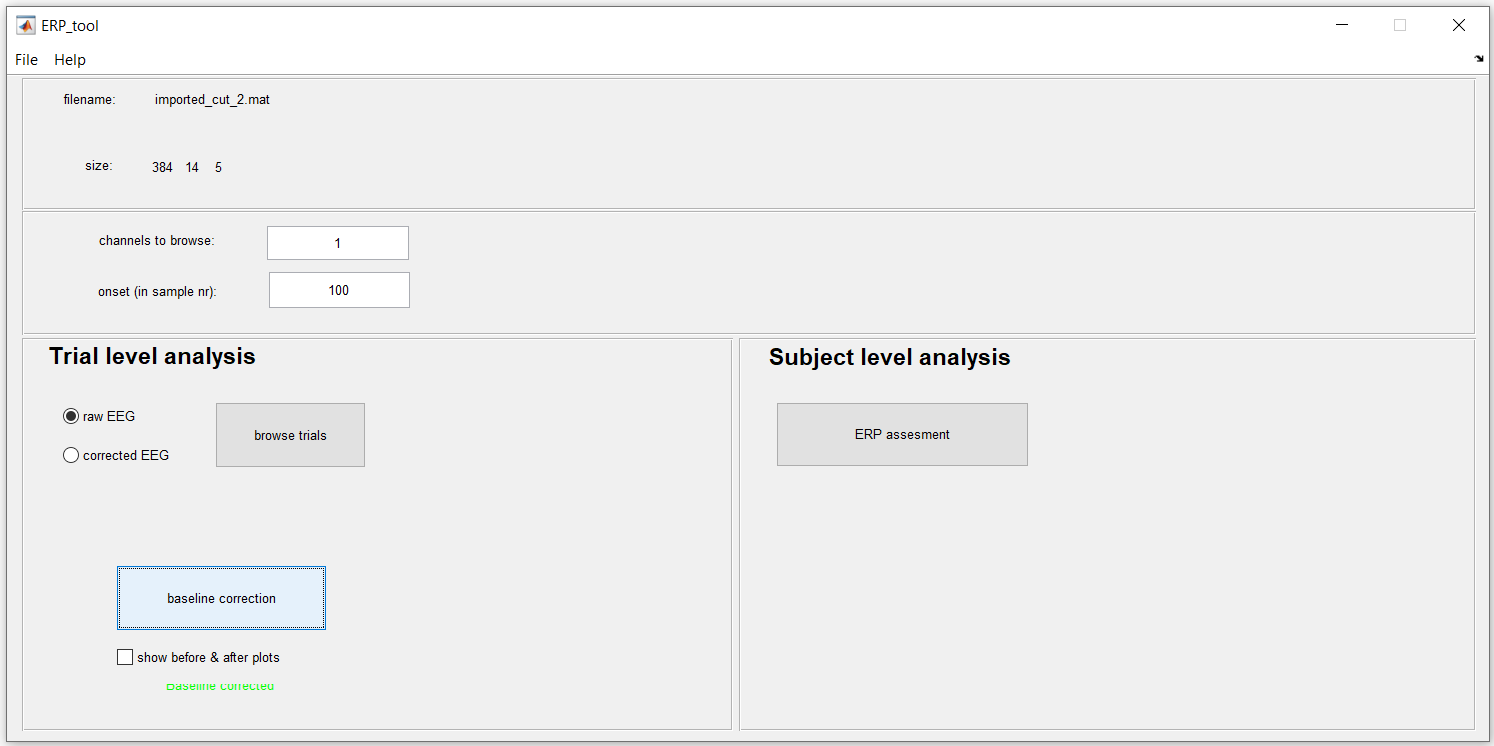 ERP_tool
File Help
filename: imported_cut_2.mat
size: 384 14 5
channels to browse: 1
onset (in sample nr): 100
Trial level analysis
raw EEG
corrected EEG
browse trials
baseline correction
show before & after plots
Baseline corrected
Subject level analysis
ERP assesment